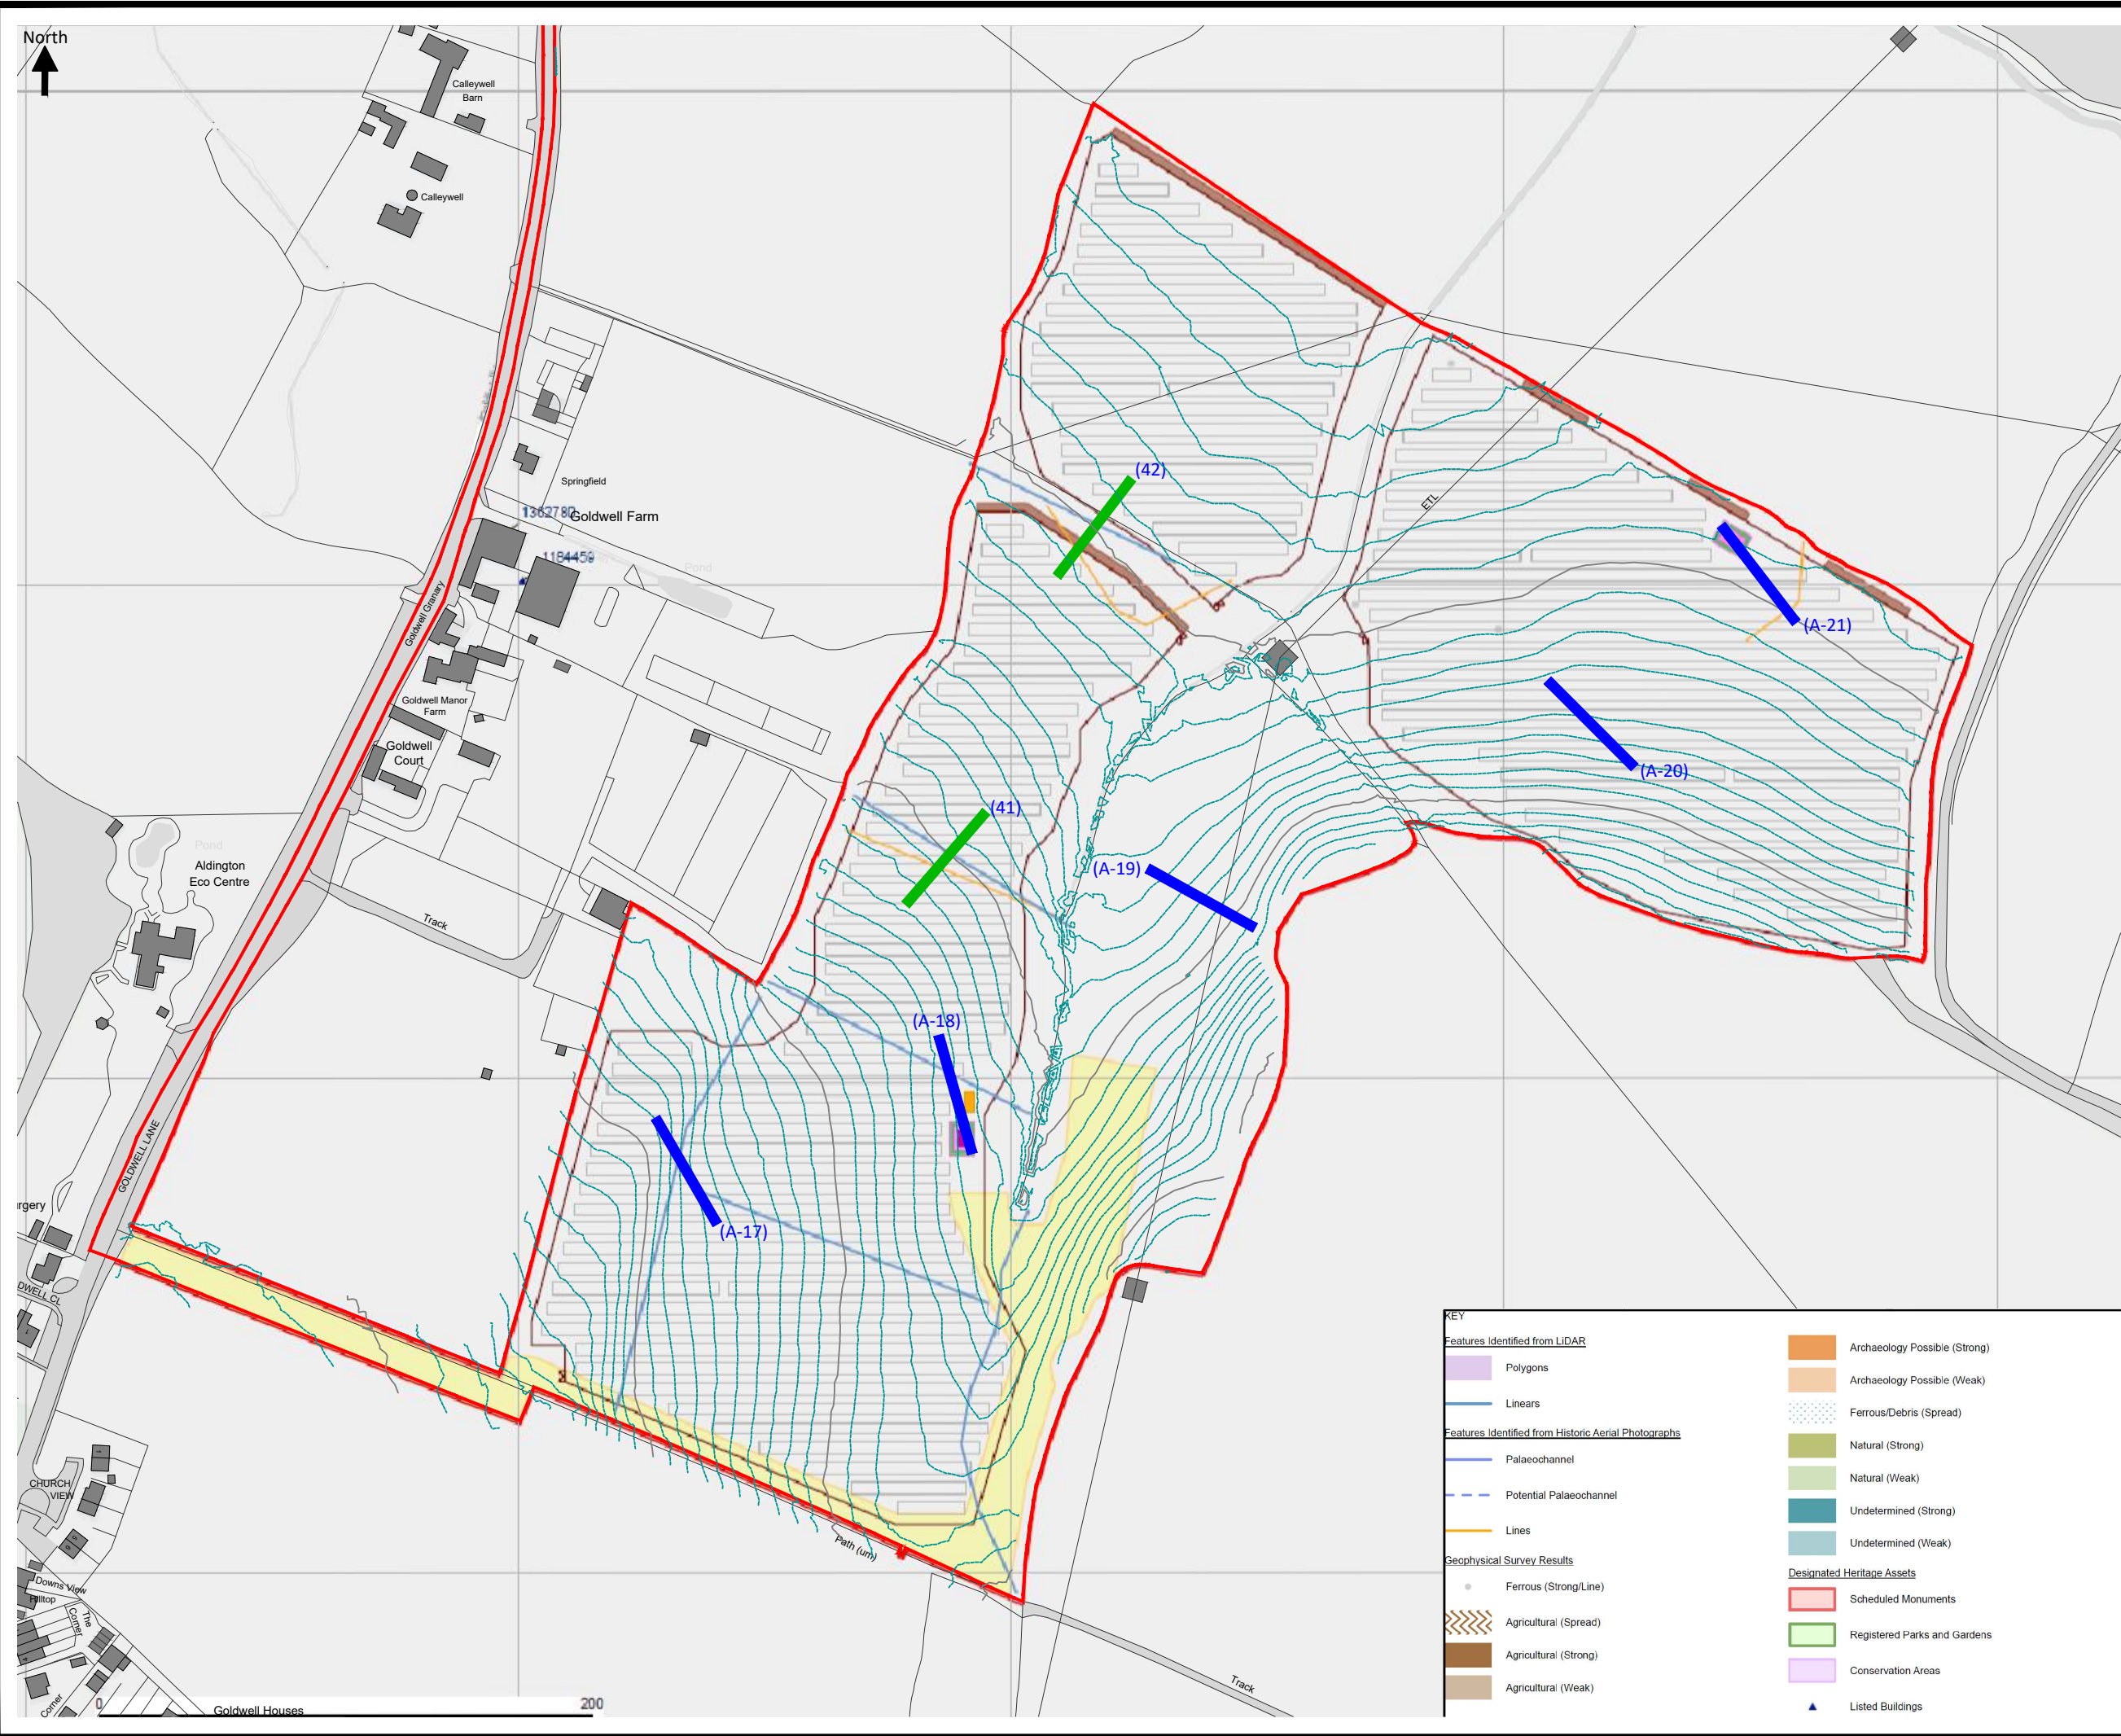 North
Calleywell
Barn
Calleywell
Springfield
1362780
Goldwell Farm
1184459
Pond
Goldwell Granary
Goldwell Manor
Farm
Goldwell
Court
Pond
Aldington
Eco Centre
Track
GOLDWELL LANE
rgery
DWELL CL
CHURCH
VIEW
Downs View
Hilltop
The
Corner
Corner
Goldwell Houses
0
200
Path (um)
Track
ETL
(42)
(A-21)
(A-20)
(41)
(A-19)
(A-18)
(A-17)
KEY
Features Identified from LiDAR
Polygons
Linears
Features Identified from Historic Aerial Photographs
Palaeochannel
Potential Palaeochannel
Lines
Geophysical Survey Results
Ferrous (Strong/Line)
Agricultural (Spread)
Agricultural (Strong)
Agricultural (Weak)
Archaeology Possible (Strong)
Archaeology Possible (Weak)
Ferrous/Debris (Spread)
Natural (Strong)
Natural (Weak)
Undetermined (Strong)
Undetermined (Weak)
Designated Heritage Assets
Scheduled Monuments
Registered Parks and Gardens
Conservation Areas
Listed Buildings